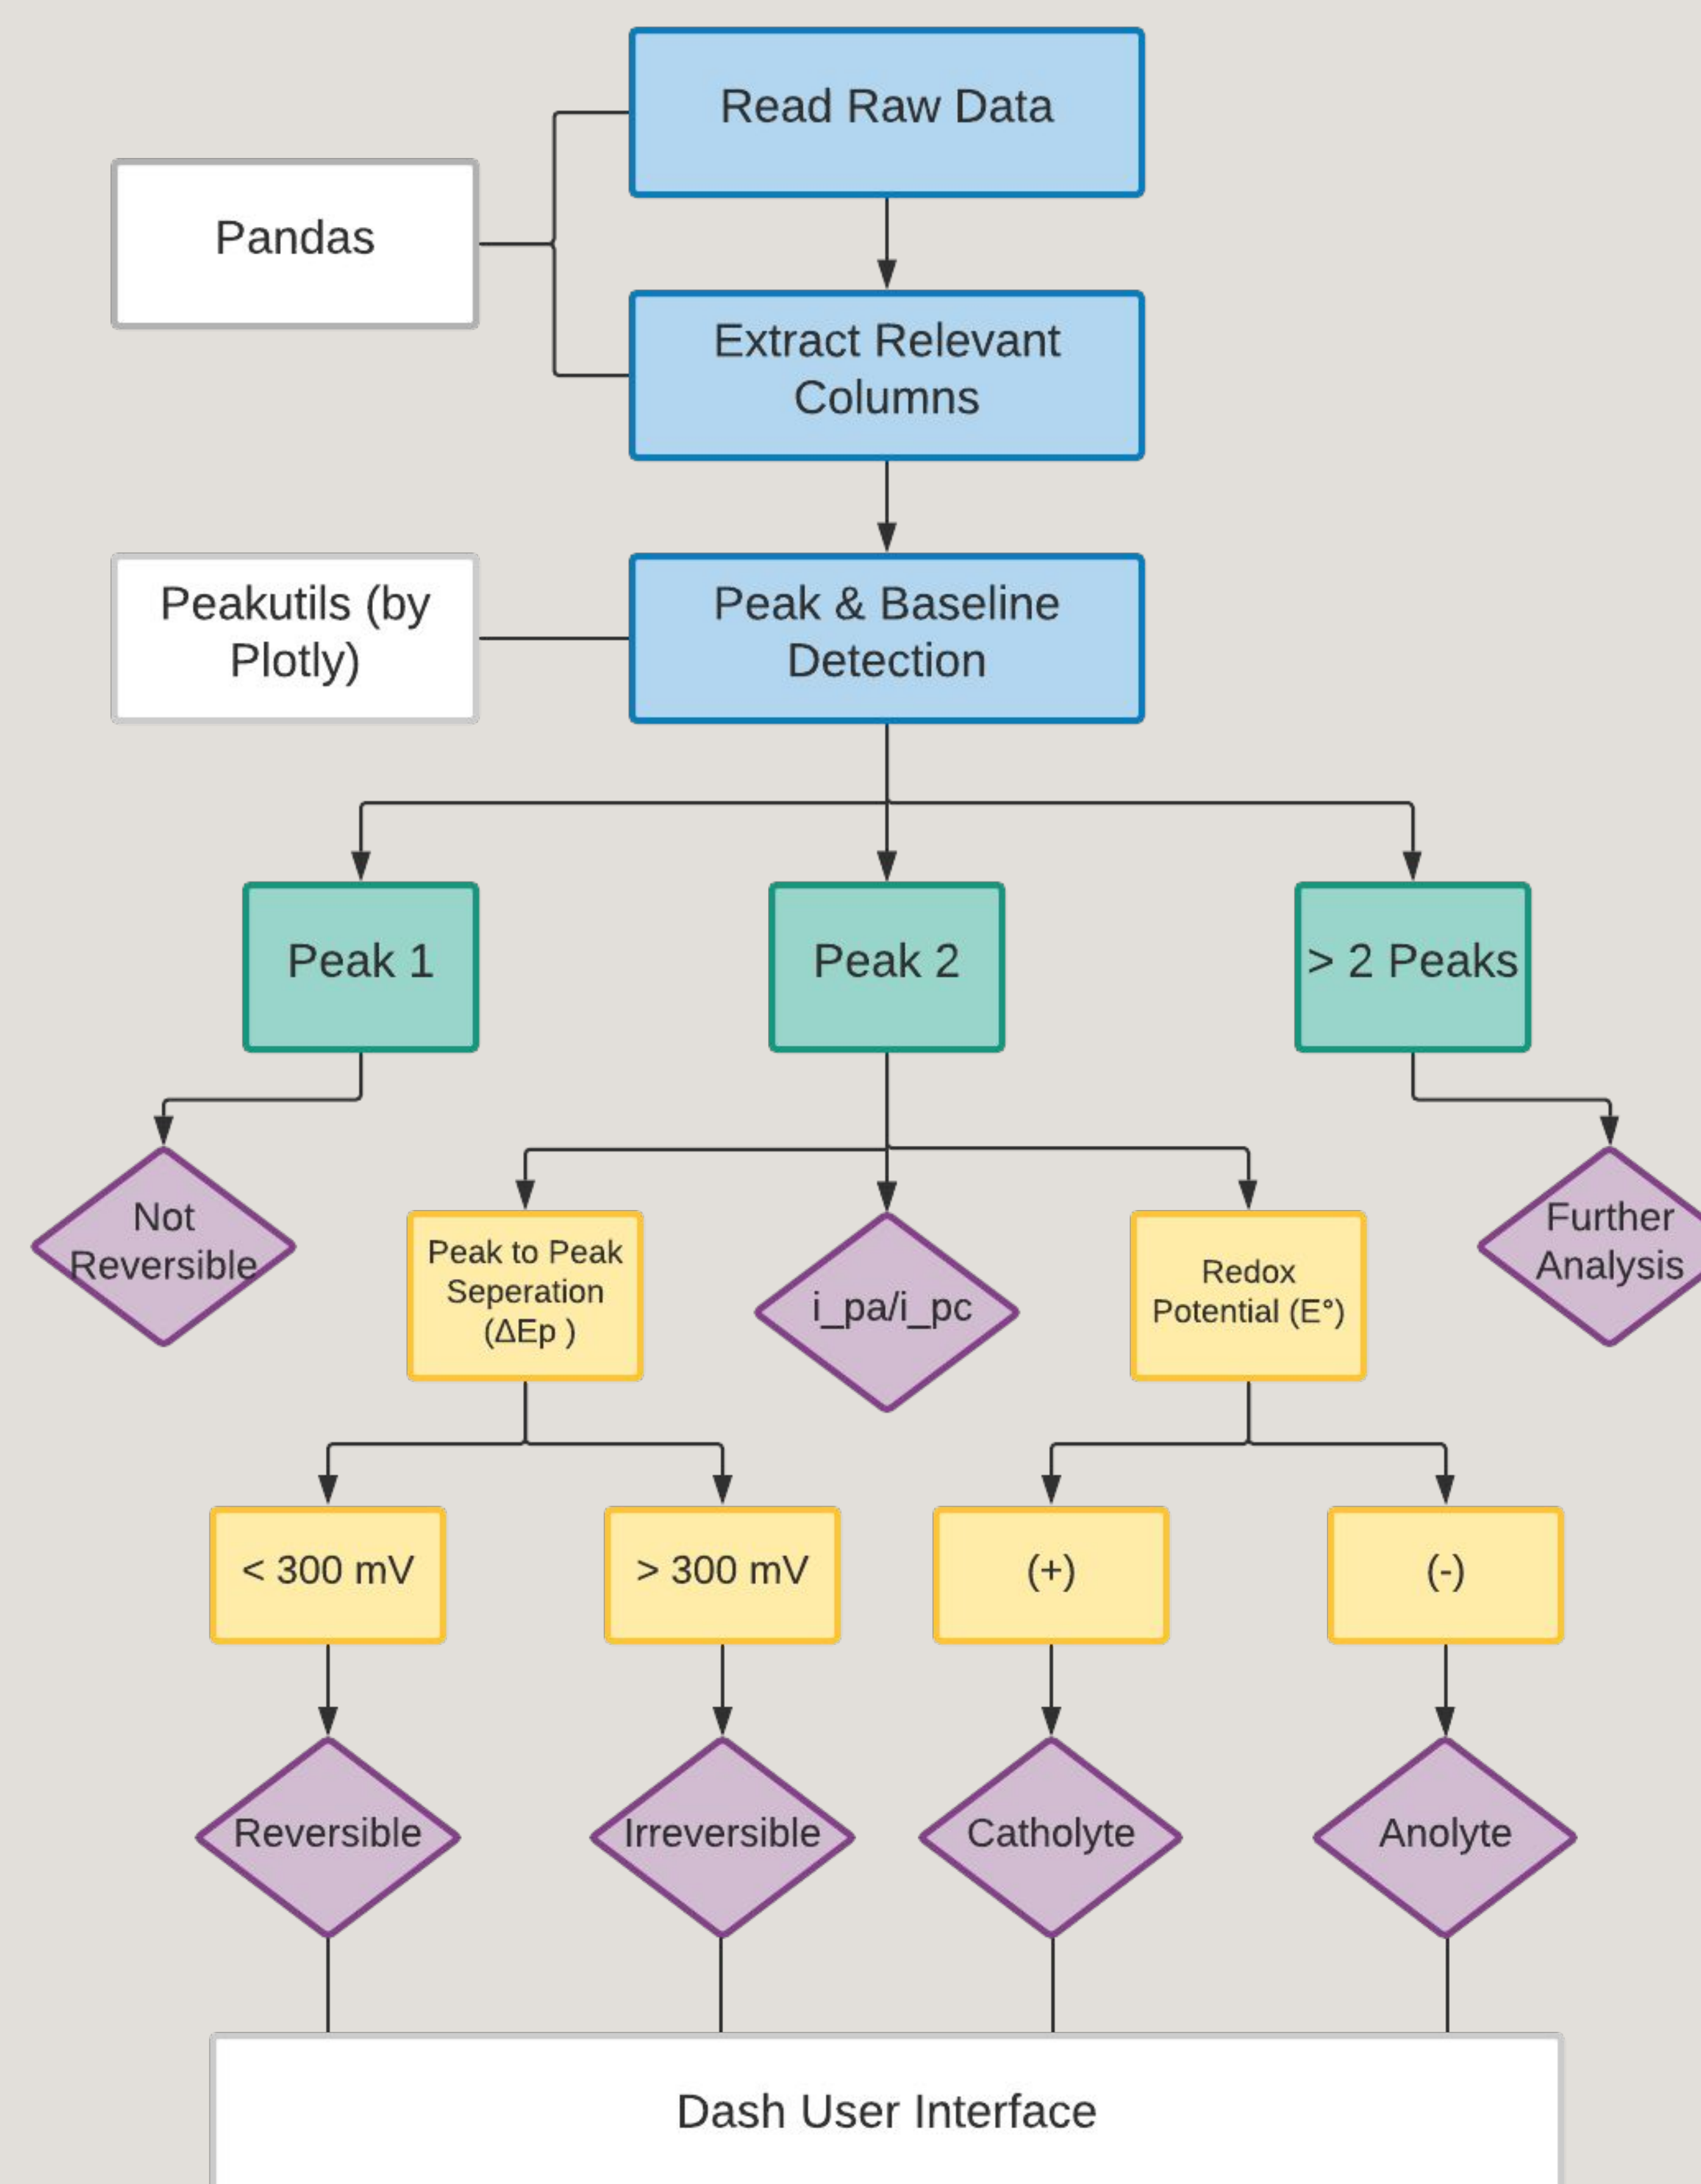 Read Raw Data
Pandas
Extract Relevant
Columns
Peakutils (by
Plotly)
Peak & Baseline
Detection
Peak 1
Peak 2
> 2 Peaks
Not
Reversible
Peak to Peak
Seperation
(ΔEp )
i_pa/i_pc
Redox
Potential (E°)
Further
Analysis
< 300 mV
> 300 mV
(+)
(-)
Reversible
Irreversible
Catholyte
Anolyte
Dash User Interface